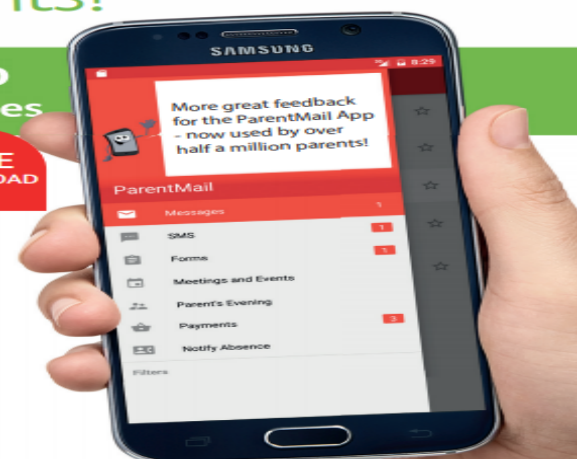 SAMSUNG
8:29
More great feedback
for the ParentMail App
- now used by over
half a million parents!
ParentMail
Messages 1
SMS 1
Forms 1
Meetings and Events
Parent's Evening
Payments 3
Notify Absence
Filters